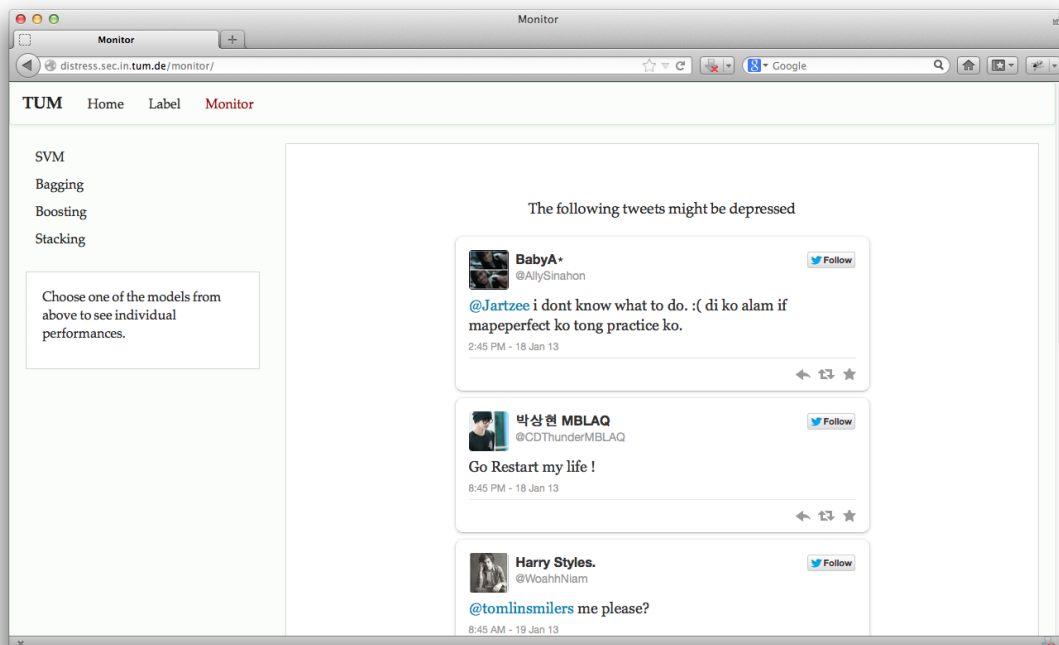 Monitor
Monitor
distress.sec.in.tum.de/monitor/
Google
TUM Home Label Monitor
SVM
Bagging
Boosting
Stacking
Choose one of the models from
above to see individual
performances.
The following tweets might be depressed
BabyA⋆
Follow
@AllySinahon
@Jartzee i dont know what to do. :( di ko alam if
mapeperfect ko tong practice ko.
2:45 PM - 18 Jan 13
박상현 MBLAQ
Follow
@CDThunderMBLAQ
Go Restart my life !
8:45 PM - 18 Jan 13
Harry Styles.
Follow
@WoahhNiam
@tomlinsmilers me please?
8:45 AM - 19 Jan 13